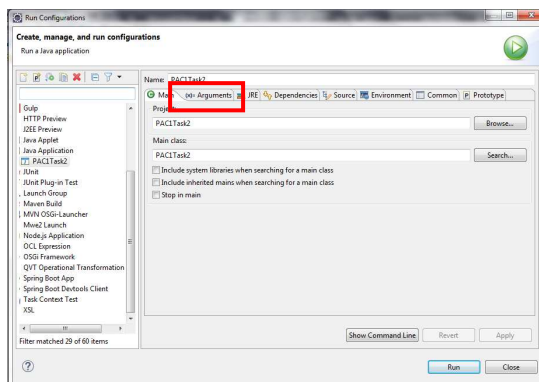 Run Configurations
Create, manage, and run configurations
Run a Java application
Name: PAC1Task2
Main (x)= Arguments JRE Dependencies Source Environment Common Prototype
Project:
PAC1Task2 Browse...
Main class:
PAC1Task2 Search...
Include system libraries when searching for a main class
Include inherited mains when searching for a main class
Stop in main
Gulp
HTTP Preview
J2EE Preview
Java Applet
Java Application
PAC1Task2
JUnit
JUnit Plug-in Test
Launch Group
Maven Build
MVN OSGi-Launcher
Mwe2 Launch
Node.js Application
OCL Expression
OSGi Framework
QVT Operational Transformation
Spring Boot App
Spring Boot Devtools Client
Task Context Test
XSL
Filter matched 29 of 60 items
Show Command Line Revert Apply
Run Close